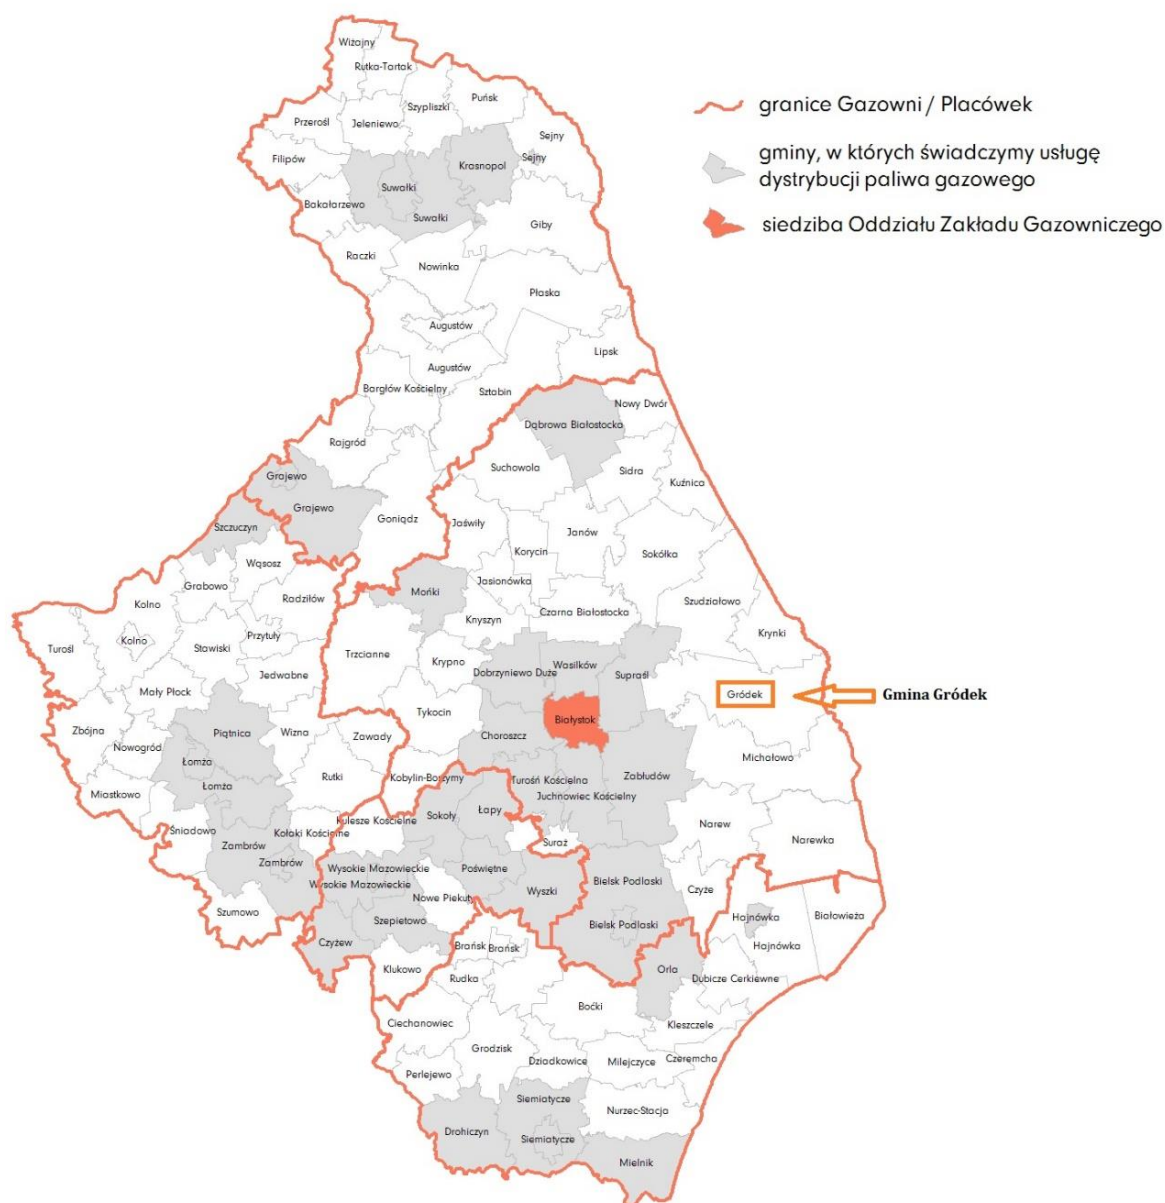 Wiżajny
Rutka-Tartak
Szypliszki
Puńsk
Przerośl
Jeleniewo
Sejny
Filipów
Krasnopol
Sejny
Suwałki
Bakałarzewo
Suwałki
Giby
Raczki
Nowinka
Płaska
Augustów
Lipsk
Augustów
Bargłów Kościelny
Sztabin
Nowy Dwór
Dąbrowa Białostocka
Rajgród
Suchowola
Sidra
Grajewo
Kuźnica
Grajewo
Goniądz
Szczuczyn
Jaświły
Janów
Korycin
Sokółka
Wąsosz
Grabowo
Jasionówka
Mońki
Radziłów
Kolno
Szudziałowo
Czarna Białostocka
Knyszyn
Krynki
Przytuły
Kolno
Turośl
Stawiski
Trzcianne
Krypno
Wasilków
Dobrzyniewo Duże
Supraśl
Jedwabne
Mały Płock
Gródek
Tykocin
Białystok
Zbójna
Piątnica
Wizna
Zawady
Choroszcz
Nowogród
Michałowo
Łomża
Rutki
Kobylin-Borzymy
Turośń Kościelna
Zabłudów
Łomża
Miastkowo
Juchnowiec Kościelny
Łapy
Sokoły
Kulesze Kościelne
Śniadowo
Kołaki Kościelne
Narew
Narewka
Zambrów
Suraż
Zambrów
Wysokie Mazowieckie
Poświętne
Bielsk Podlaski
Wysokie Mazowieckie
Nowe Piekuty
Wyszki
Czyże
Szumowo
Szepietowo
Hajnówka
Białowieża
Bielsk Podlaski
Czyżew
Brańsk
Brańsk
Hajnówka
Klukowo
Orla
Rudka
Dubicze Cerkiewne
Boćki
Ciechanowiec
Kleszczele
Grodzisk
Dziadkowice
Milejczyce
Czeremcha
Perlejewo
Siemiatycze
Nurzec-Stacja
Drohiczyn
Siemiatycze
Mielnik
granice Gazowni / Placówek
gminy, w których świadczymy usługę
dystrybucji paliwa gazowego
siedziba Oddziału Zakładu Gazowniczego
Gmina Gródek